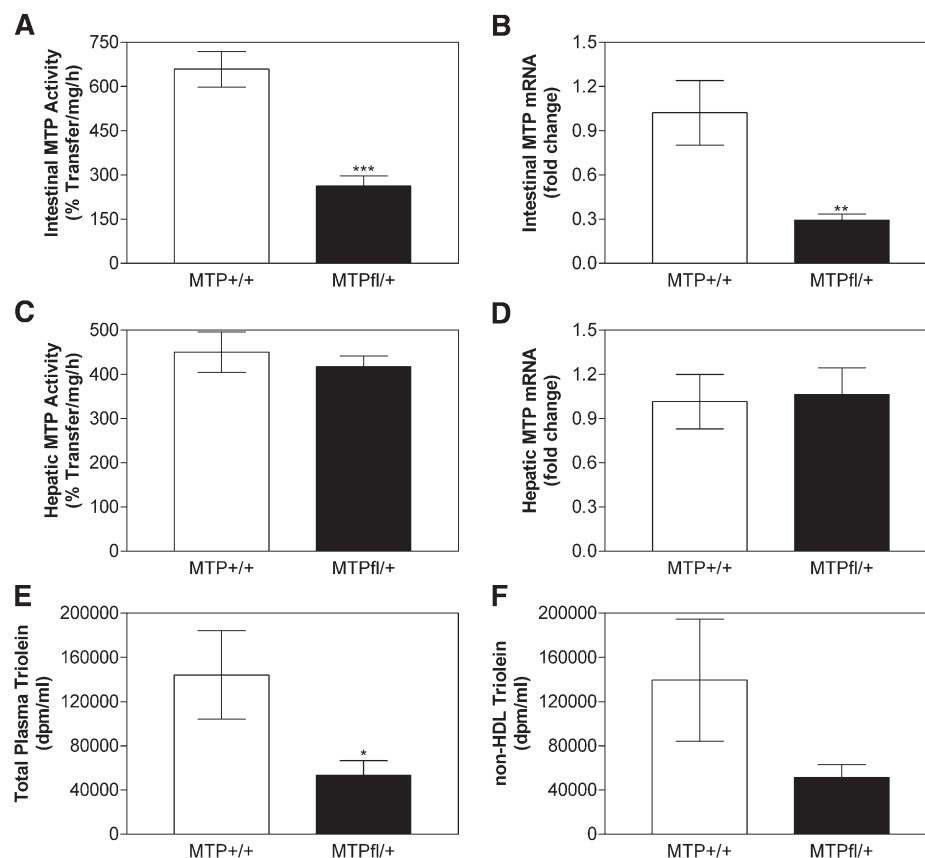 A
Intestinal MTP Activity
(% Transfer/mg/h)
750
600
450
300
150
0
***
MTP+/+
MTPfl/+
B
Intestinal MTP mRNA
(fold change)
1.5
1.2
0.9
0.6
0.3
0.0
**
MTP+/+
MTPfl/+
C
Hepatic MTP Activity
(% Transfer/mg/h)
500
400
300
200
100
0
MTP+/+
MTPfl/+
D
Hepatic MTP mRNA
(fold change)
1.5
1.2
0.9
0.6
0.3
0.0
MTP+/+
MTPfl/+
E
Total Plasma Triolein
(dpm/ml)
200000
160000
120000
80000
40000
0
*
MTP+/+
MTPfl/+
F
non-HDL Triolein
(dpm/ml)
200000
160000
120000
80000
40000
0
MTP+/+
MTPfl/+